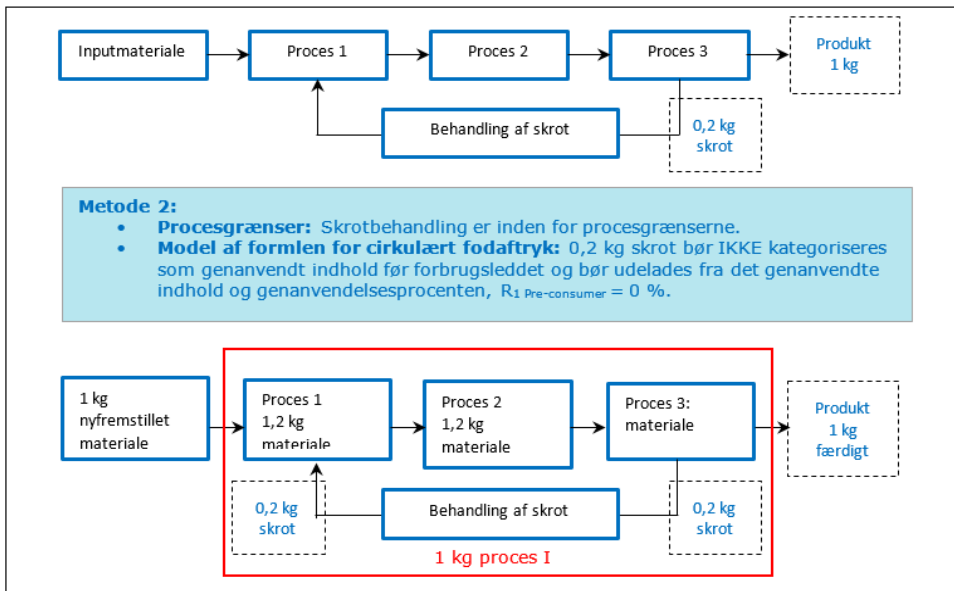 Inputmateriale
Proces 1
Proces 2
Proces 3
Produkt
1 kg
Behandling af skrot
0,2 kg
skrot
Metode 2:
• Procesgrænser: Skrotbehandling er inden for procesgrænserne.
• Model af formlen for cirkulært fodaftryk: 0,2 kg skrot bør IKKE kategoriseres
som genanvendt indhold før forbrugsleddet og bør udelades fra det genanvendte
indhold og genanvendelsesprocenten, R1 Pre-consumer = 0 %.
1 kg
nyfremstillet
materiale
Proces 1
1,2 kg
materiale
Proces 2
1,2 kg
materiale
Proces 3:
materiale
Produkt
1 kg
færdigt
0,2 kg
skrot
Behandling af skrot
0,2 kg
skrot
1 kg proces I